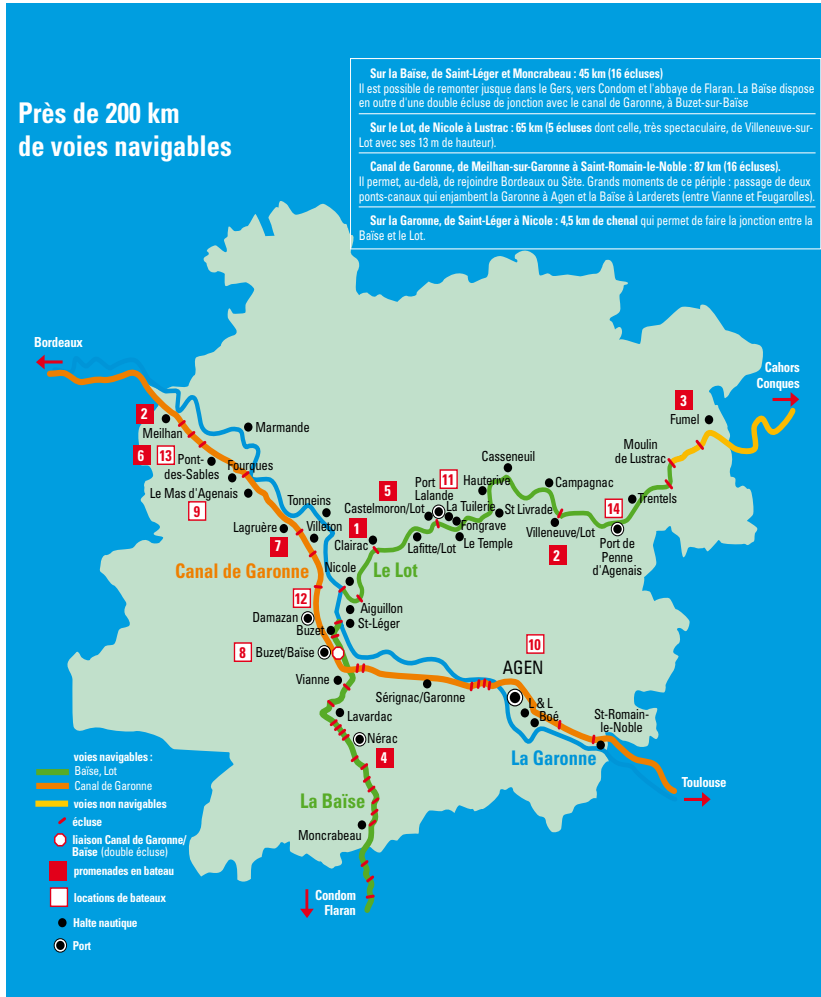 Près de 200 km
de voies navigables
Sur la Baïse, de Saint-Léger et Moncrabeau : 45 km (16 écluses)
Il est possible de remonter jusque dans le Gers, vers Condom et l'abbaye de Flaran. La Baïse dispose
en outre d'une double écluse de jonction avec le canal de Garonne, à Buzet-sur-Baïse
Sur le Lot, de Nicole à Lustrac : 65 km (5 écluses dont celle, très spectaculaire, de Villeneuve-sur-
Lot avec ses 13 m de hauteur).
Canal de Garonne, de Meilhan-sur-Garonne à Saint-Romain-le-Noble : 87 km (16 écluses).
Il permet, au-delà, de rejoindre Bordeaux ou Sète. Grands moments de ce périple : passage de deux
ponts-canaux qui enjambent la Garonne à Agen et la Baïse à Larderets (entre Vianne et Feugarolles).
Sur la Garonne, de Saint-Léger à Nicole : 4,5 km de chenal qui permet de faire la jonction entre la
Baïse et le Lot.
Bordeaux
Cahors
Conques
3
Fumel
2
Meilhan
Marmande
Moulin
de Lustrac
6
13
Pont-
des-Sables
Fourques
Casseneuil
Le Mas d'Agenais
9
Tonneins
5
Castelmoron/Lot
Port
Lalande
11
Hauterive
La Tuilerie
Fongrave
St Livrade
Campagnac
14
Trentels
Lagruère
7
Villeton
1
Clairac
Lafitte/Lot
Le Temple
Villeneuve/Lot
2
Port de
Penne
d'Agenais
Canal de Garonne
Nicole
Le Lot
12
Damazan
Aiguillon
St-Léger
Buzet
8
Buzet/Baïse
10
AGEN
Vianne
Sérignac/Garonne
L & L
Boé
St-Romain-
le-Noble
Lavardac
Nérac
4
La Garonne
Toulouse
La Baïse
Moncrabeau
Condom
Flaran
voies navigables :
Baïse, Lot
Canal de Garonne
voies non navigables
écluse
liaison Canal de Garonne/
Baïse (double écluse)
promenades en bateau
locations de bateaux
Halte nautique
Port